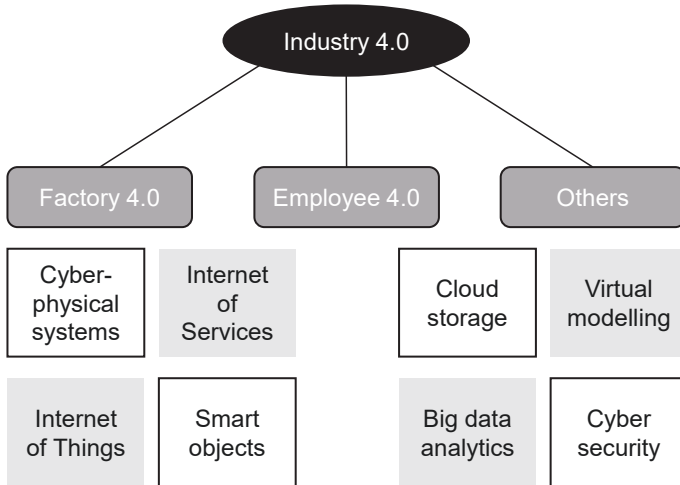 Industry 4.0
Factory 4.0
Employee 4.0
Others
Cyber-
physical
systems
Internet
of
Services
Cloud
storage
Virtual
modelling
Internet
of Things
Smart
objects
Big data
analytics
Cyber
security